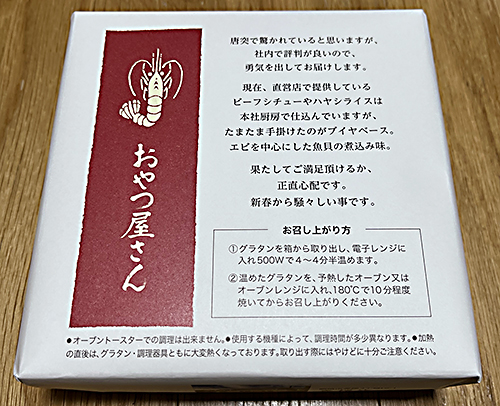 おやつ屋さん
唐突で驚かれていると思いますが、
社内で評判が良いので、
勇気を出してお届けします。
現在、直営店で提供している
ビーフシチューやハヤシライスは
本社厨房で仕込んでいますが、
たまたま手掛けたのがブイヤベース。
エビを中心にした魚貝の煮込み味。
果たしてご満足頂けるか、
正直心配です。
新春から騒々しい事です。
お召し上がり方
①グラタンを箱から取り出し、電子レンジに
入れ500Wで4〜4分半温めます。
②温めたグラタンを、予熱したオーブン又は
オーブンレンジに入れ、180℃で10分程度
焼いてからお召し上がりください。
●オーブントースターでの調理は出来ません。●使用する機種によって、調理時間が多少異なります。●加熱
の直後は、グラタン・調理器具ともに大変熱くなっております。取り出す際にはやけどに十分ご注意ください。